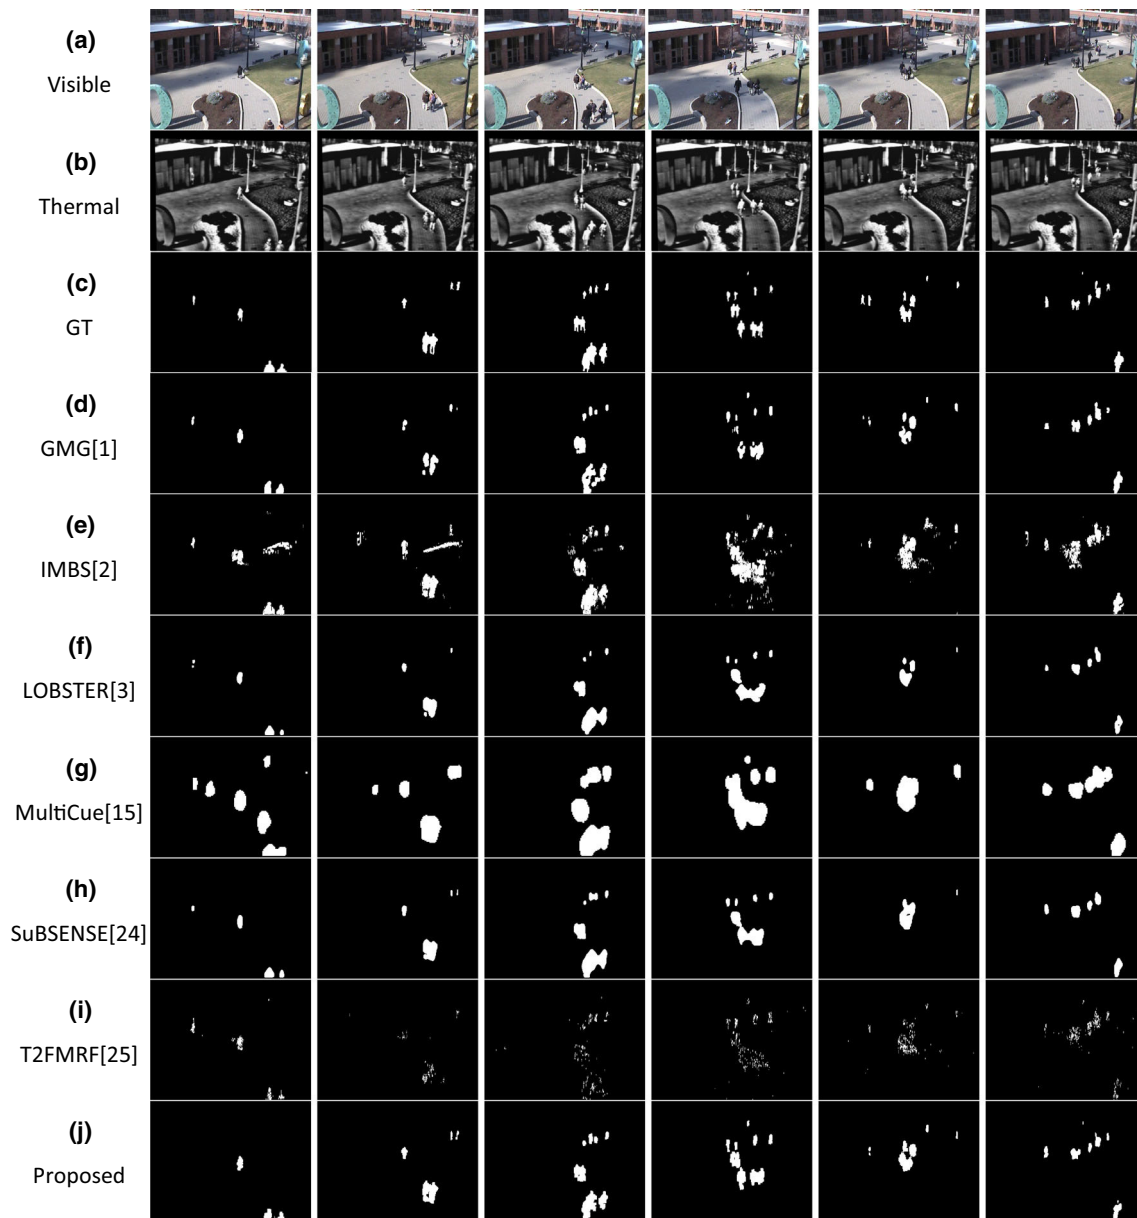 (a)
Visible
(b)
Thermal
(c)
GT
(d)
GMG[1]
(e)
IMBS[2]
(f)
LOBSTER[3]
(g)
MultiCue[15]
(h)
SuBSENSE[24]
(i)
T2FMRF[25]
(j)
Proposed